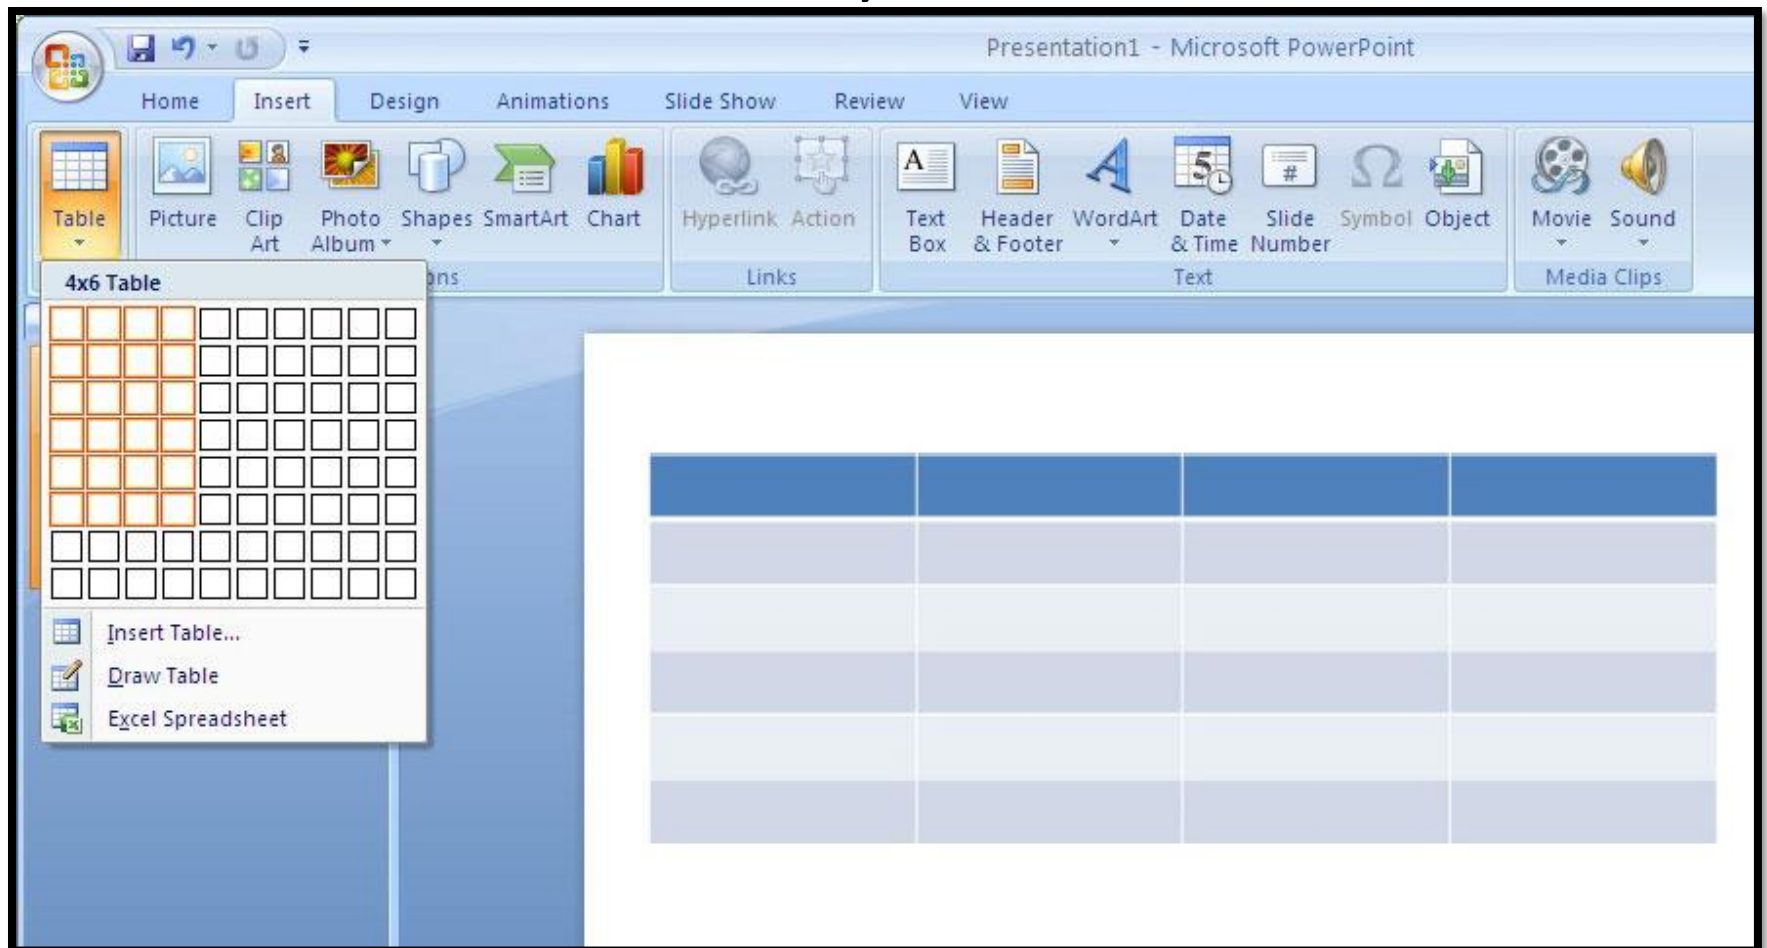 Presentation1 - Microsoft PowerPoint
Home Insert Design Animations Slide Show Review View
Table Picture Clip Art Photo Album Shapes SmartArt Chart Hyperlink Action Text Box Header & Footer WordArt Date & Time Slide Number Symbol Object Movie Sound
Links Text Media Clips
4x6 Table
Insert Table...
Draw Table
Excel Spreadsheet